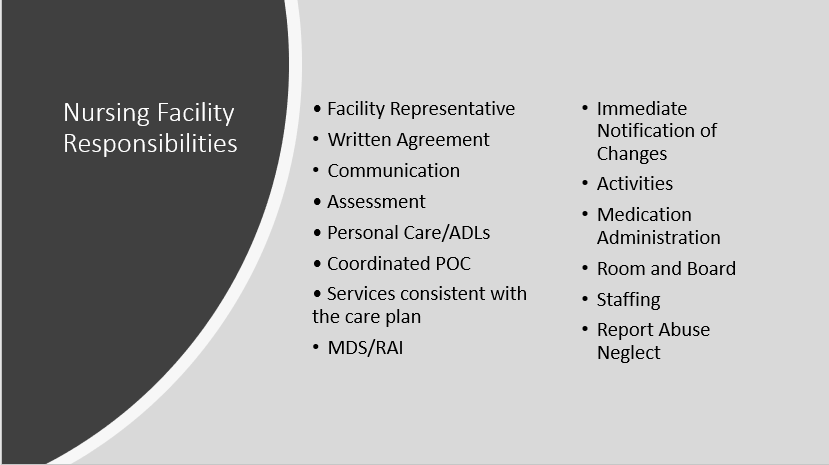 Nursing Facility
Responsibilities
• Facility Representative
• Written Agreement
• Communication
• Assessment
• Personal Care/ADLs
• Coordinated POC
• Services consistent with
the care plan
• MDS/RAI
• Immediate
Notification of
Changes
• Activities
• Medication
Administration
• Room and Board
• Staffing
• Report Abuse
Neglect